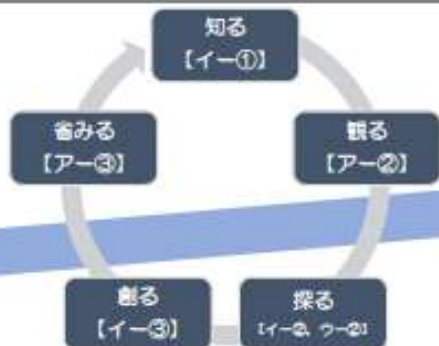 知る
【イー①】
観る
【アー②】
探る
【イー②、ウー②】
創る
【イー③】
省みる
【アー③】